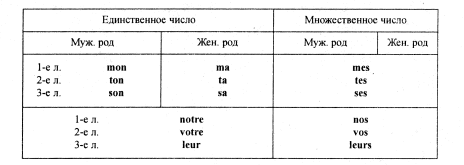 Единственное число Множественное число
Муж. род Жен. род Муж. род Жен. род
1-е л. mon ma mes
2-е л. ton ta tes
3-е л. son sa ses
1-е л. notre nos
2-е л. votre vos
3-е л. leur leurs